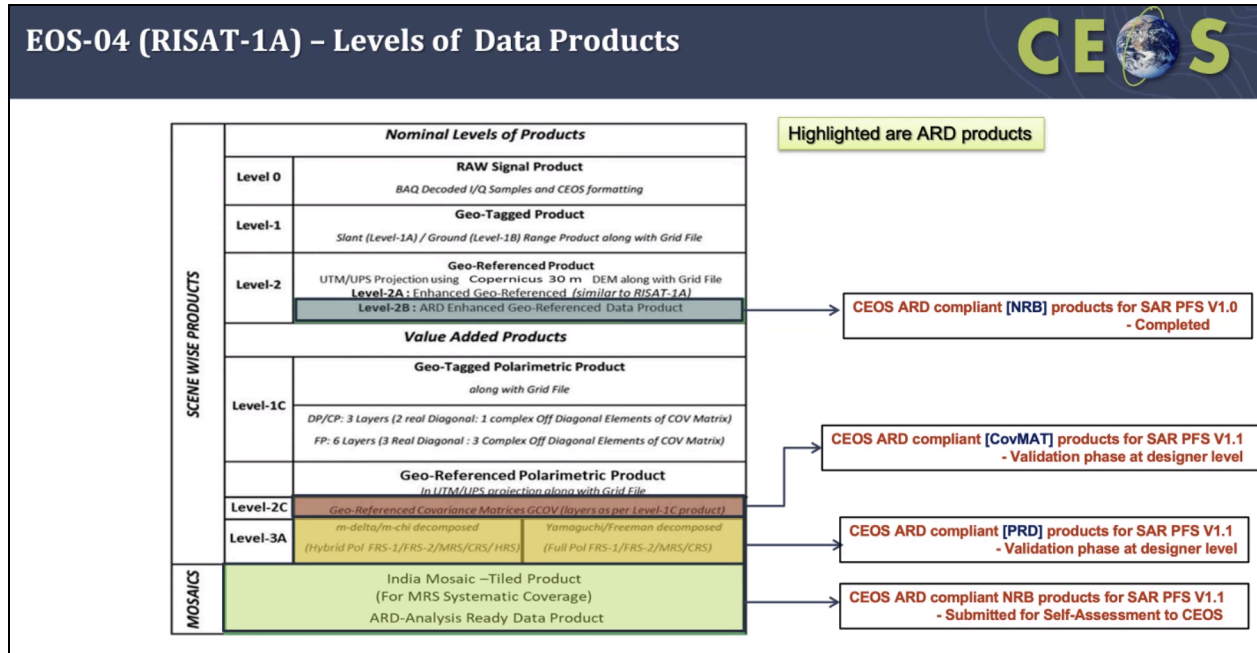 EOS-04 (RISAT-1A) – Levels of Data Products
CEOS
Highlighted are ARD products
SCENE WISE PRODUCTS
Nominal Levels of Products
Level 0
RAW Signal Product
BAQ Decoded I/Q Samples and CEOS formatting
Level-1
Geo-Tagged Product
Slant (Level-1A) / Ground (Level-1B) Range Product along with Grid File
Level-2
Geo-Referenced Product
UTM/UPS Projection using Copernicus 30 m DEM along with Grid File
Level-2A : Enhanced Geo-Referenced (similar to RISAT-1A)
Level-2B : ARD Enhanced Geo-Referenced Data Product
CEOS ARD compliant [NRB] products for SAR PFS V1.0
- Completed
Value Added Products
Level-1C
Geo-Tagged Polarimetric Product
along with Grid File
DP/CP: 3 Layers (2 real Diagonal: 1 complex Off Diagonal Elements of COV Matrix)
FP: 6 Layers (3 Real Diagonal : 3 Complex Off Diagonal Elements of COV Matrix)
CEOS ARD compliant [CovMAT] products for SAR PFS V1.1
- Validation phase at designer level
Geo-Referenced Polarimetric Product
In UTM/UPS projection along with Grid File
Level-2C
Geo-Referenced Covariance Matrices GCOV (layers as per Level-1C product)
Level-3A
m-delta/m-chi decomposed
(Hybrid Pol FRS-1/FRS-2/MRS/CRS/HRS)
Yamaguchi/Freeman decomposed
(Full Pol FRS-1/FRS-2/MRS/CRS)
CEOS ARD compliant [PRD] products for SAR PFS V1.1
- Validation phase at designer level
MOSAICS
India Mosaic –Tiled Product
(For MRS Systematic Coverage)
ARD-Analysis Ready Data Product
CEOS ARD compliant NRB products for SAR PFS V1.1
- Submitted for Self-Assessment to CEOS